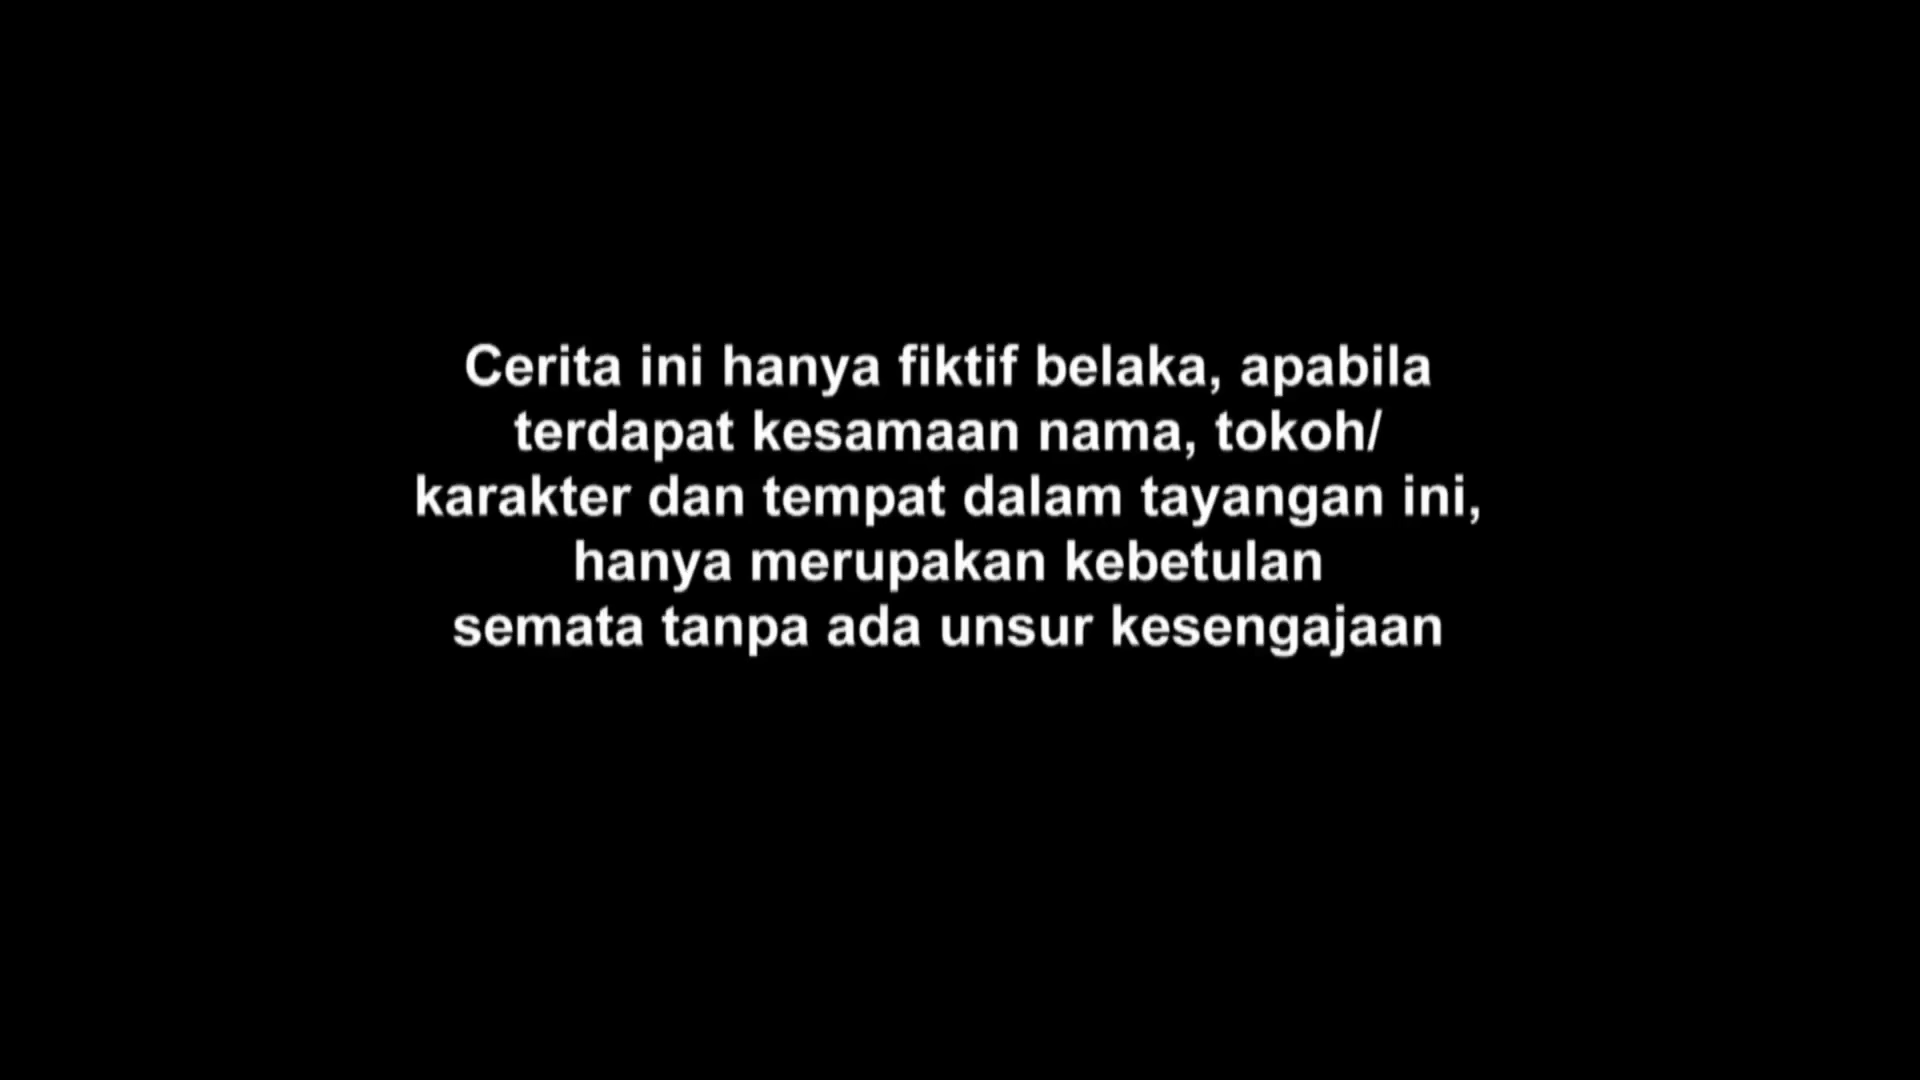 Cerita ini hanya fiktif belaka, apabila
terdapat kesamaan nama, tokoh/
karakter dan tempat dalam tayangan ini,
hanya merupakan kebetulan
semata tanpa ada unsur kesengajaan